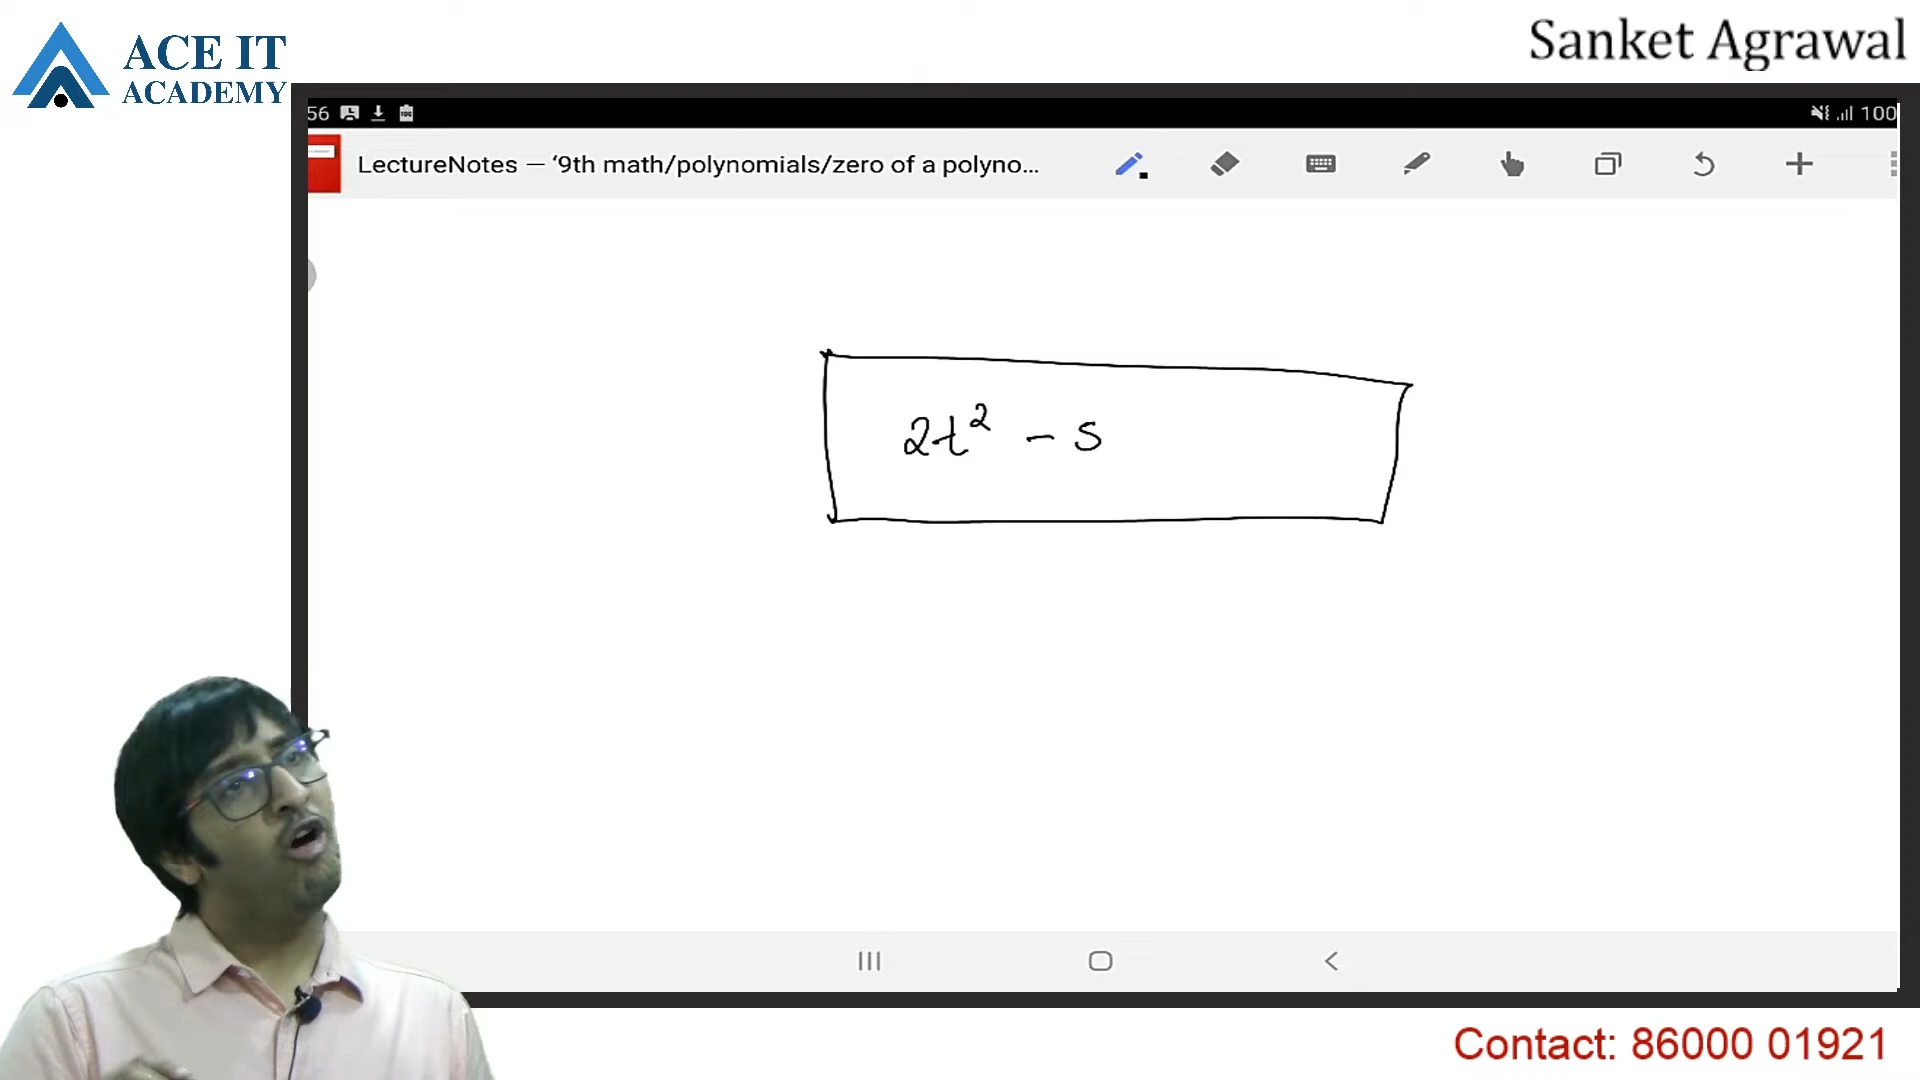 Sanket Agrawal
ACE IT
ACADEMY
56
100
LectureNotes — ‘9th math/polynomials/zero of a polyno...
2t² - 5
Contact: 86000 01921